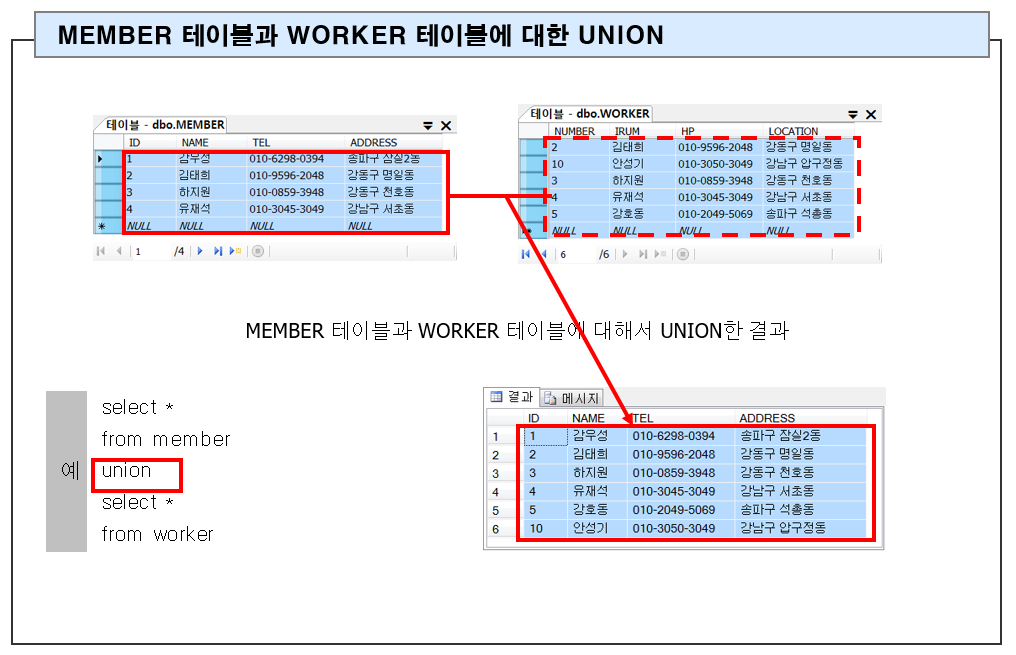 MEMBER 테이블과 WORKER 테이블에 대한 UNION
테이블 - dbo.MEMBER
ID NAME TEL ADDRESS
1 감우성 010-6298-0394 송파구 잠실2동
2 김태희 010-9596-2048 강동구 명일동
3 하지원 010-0859-3948 강동구 천호동
4 유재석 010-3045-3049 강남구 서초동
NULL NULL NULL NULL
1 /4
테이블 - dbo.WORKER
NUMBER IRUM HP LOCATION
2 김태희 010-9596-2048 강동구 명일동
10 안성기 010-3050-3049 강남구 압구정동
3 하지원 010-0859-3948 강동구 천호동
4 유재석 010-3045-3049 강남구 서초동
5 강호동 010-2049-5069 송파구 석촌동
NULL NULL NULL NULL
6 /6
MEMBER 테이블과 WORKER 테이블에 대해서 UNION한 결과
예
select *
from member
union
select *
from worker
결과 메시지
ID NAME TEL ADDRESS
1 1 감우성 010-6298-0394 송파구 잠실2동
2 2 김태희 010-9596-2048 강동구 명일동
3 3 하지원 010-0859-3948 강동구 천호동
4 4 유재석 010-3045-3049 강남구 서초동
5 5 강호동 010-2049-5069 송파구 석촌동
6 10 안성기 010-3050-3049 강남구 압구정동